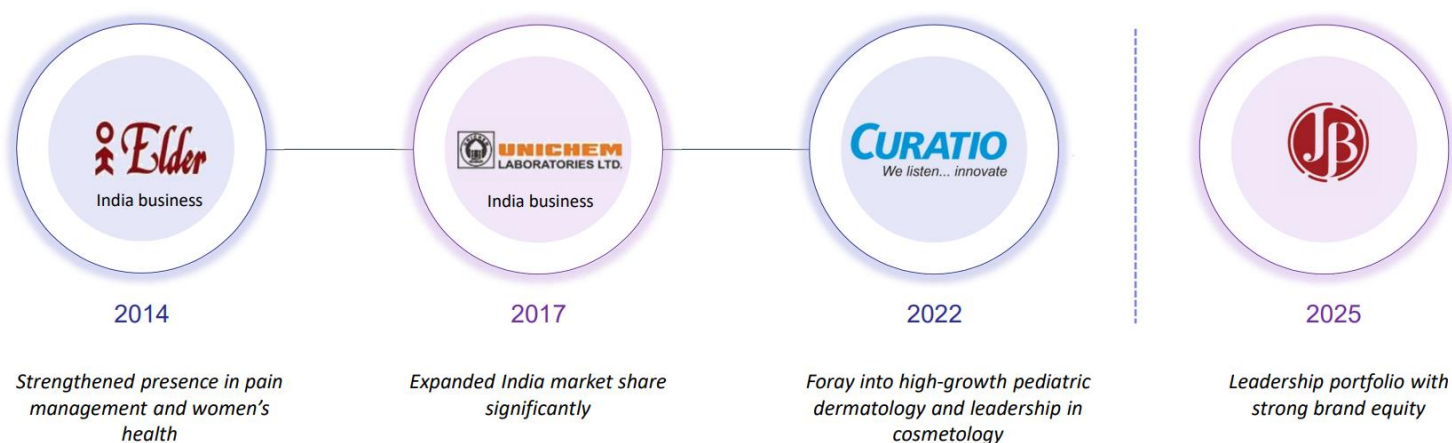 Elder
India business
UNICHEM
LABORATORIES LTD.
India business
CURATIO
We listen... innovate
JB
2014
2017
2022
2025
Strengthened presence in pain
management and women's
health
Expanded India market share
significantly
Foray into high-growth pediatric
dermatology and leadership in
cosmetology
Leadership portfolio with
strong brand equity